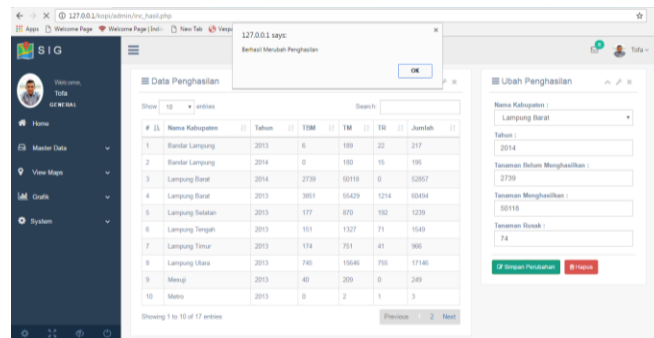 127.0.0.1/kopi/admin/inc_hasil.php
Apps Welcome Page Welcome Page |Indo New Tab
127.0.0.1 says:
Berhasil Merubah Penghasilan
OK
SIG
Tofa
Welcome,
Tofa
GENERAL
Home
Master Data
View Maps
Grafik
System
Data Penghasilan
Show 10 entries Search:
# Nama Kabupaten Tahun TBM TM TR Jumlah
1 Bandar Lampung 2013 6 189 22 217
2 Bandar Lampung 2014 0 180 15 195
3 Lampung Barat 2014 2739 50118 0 52857
4 Lampung Barat 2013 3851 55429 1214 60494
5 Lampung Selatan 2013 177 870 192 1239
6 Lampung Tengah 2013 151 1327 71 1549
7 Lampung Timur 2013 174 751 41 966
8 Lampung Utara 2013 745 15646 755 17146
9 Mesuji 2013 40 209 0 249
10 Metro 2013 0 2 1 3
Showing 1 to 10 of 17 entries
Previous 2 Next
Ubah Penghasilan
Nama Kabupaten :
Lampung Barat
Tahun :
2014
Tanaman Belum Menghasilkan :
2739
Tanaman Menghasilkan :
50118
Tanaman Rusak :
74
Simpan Perubahan Hapus